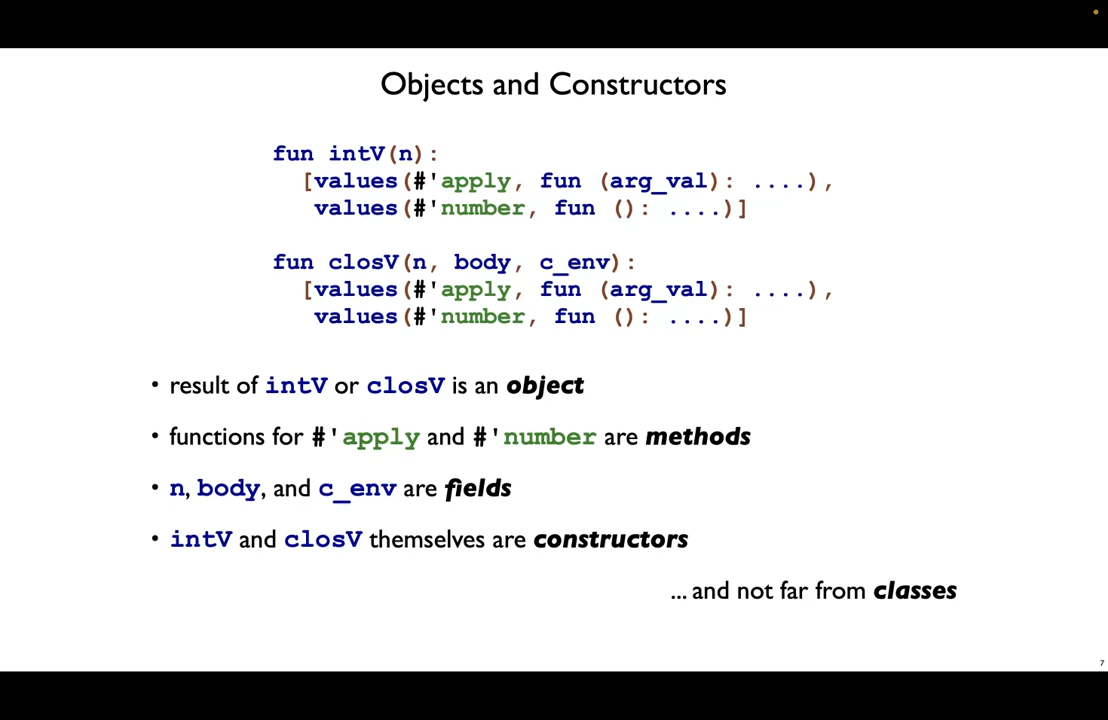 Objects and Constructors
fun intV(n):
[values(#'apply, fun (arg_val): ....),
values(#'number, fun (): ....)]
fun closV(n, body, c_env):
[values(#'apply, fun (arg_val): ....),
values(#'number, fun (): ....)]
• result of intV or closV is an object
• functions for #'apply and #'number are methods
• n, body, and c_env are fields
• intV and closV themselves are constructors
... and not far from classes
7